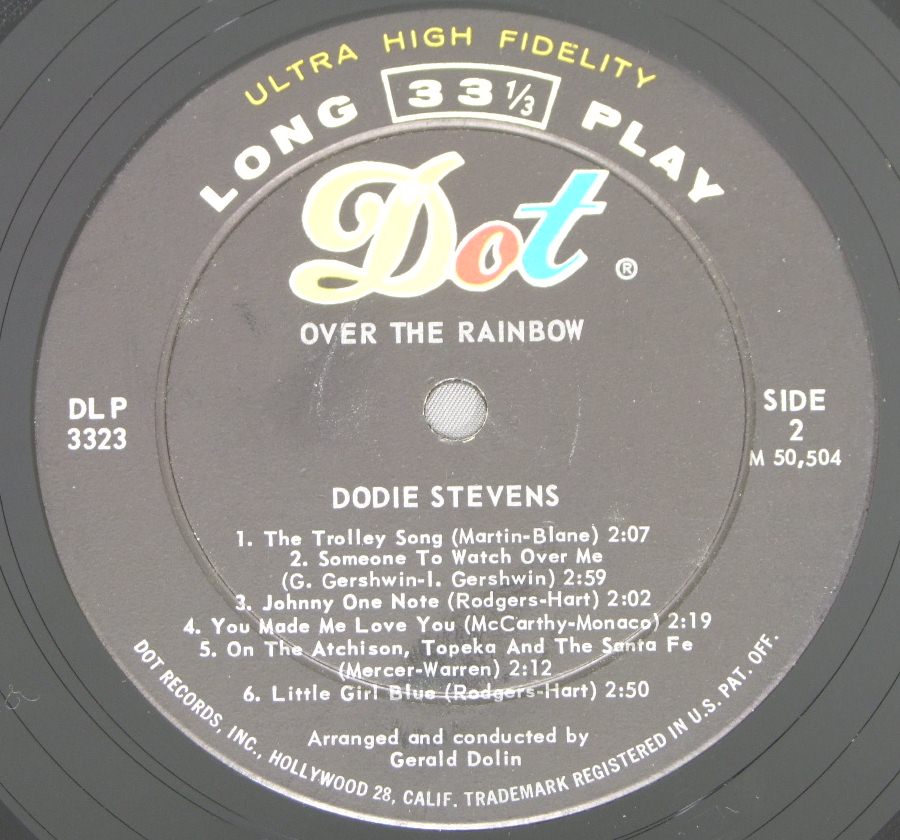 ULTRA HIGH FIDELITY
LONG 33 1/3 PLAY
Dot ®
OVER THE RAINBOW
DLP
3323
SIDE
2
M 50,504
DODIE STEVENS
1. The Trolley Song (Martin-Blane) 2:07
2. Someone To Watch Over Me
(G. Gershwin-I. Gershwin) 2:59
3. Johnny One Note (Rodgers-Hart) 2:02
4. You Made Me Love You (McCarthy-Monaco) 2:19
5. On The Atchison, Topeka And The Santa Fe
(Mercer-Warren) 2:12
6. Little Girl Blue (Rodgers-Hart) 2:50
Arranged and conducted by
Gerald Dolin
DOT RECORDS, INC., HOLLYWOOD 28, CALIF. TRADEMARK REGISTERED IN U.S. PAT. OFF.